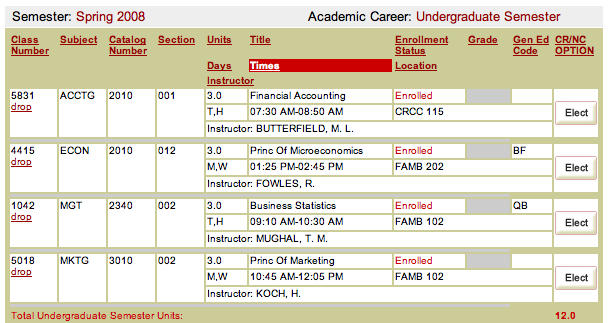 Semester: Spring 2008 Academic Career: Undergraduate Semester
Class Number Subject Catalog Number Section Units Title Enrollment Status Grade Gen Ed Code CR/NC OPTION
Days Times Location
Instructor
5831 ACCTG 2010 001 3.0 Financial Accounting Enrolled
drop T,H 07:30 AM-08:50 AM CRCC 115 Elect
Instructor: BUTTERFIELD, M. L.
4415 ECON 2010 012 3.0 Princ Of Microeconomics Enrolled BF
drop M,W 01:25 PM-02:45 PM FAMB 202 Elect
Instructor: FOWLES, R.
1042 MGT 2340 002 3.0 Business Statistics Enrolled QB
drop T,H 09:10 AM-10:30 AM FAMB 102 Elect
Instructor: MUGHAL, T. M.
5018 MKTG 3010 002 3.0 Princ Of Marketing Enrolled
drop M,W 10:45 AM-12:05 PM FAMB 102 Elect
Instructor: KOCH, H.
Total Undergraduate Semester Units: 12.0